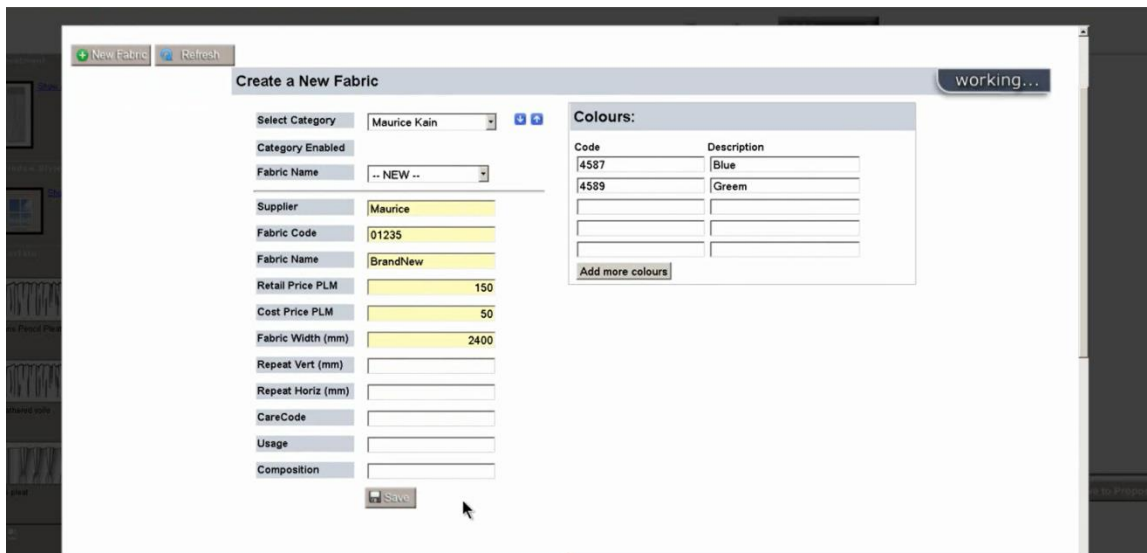 New Fabric Refresh
Create a New Fabric
working...
Select Category Maurice Kain
Category Enabled
Fabric Name -- NEW --
Supplier Maurice
Fabric Code 01235
Fabric Name BrandNew
Retail Price PLM 150
Cost Price PLM 50
Fabric Width (mm) 2400
Repeat Vert (mm)
Repeat Horiz (mm)
CareCode
Usage
Composition
Save
Colours:
Code Description
4587 Blue
4589 Greem
Add more colours